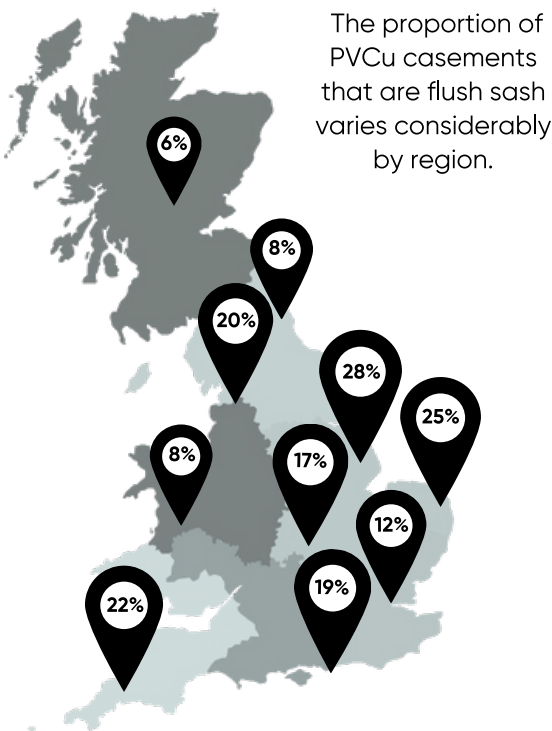 The proportion of
PVCu casements
that are flush sash
varies considerably
by region.
6%
8%
20%
28%
25%
8%
17%
12%
19%
22%